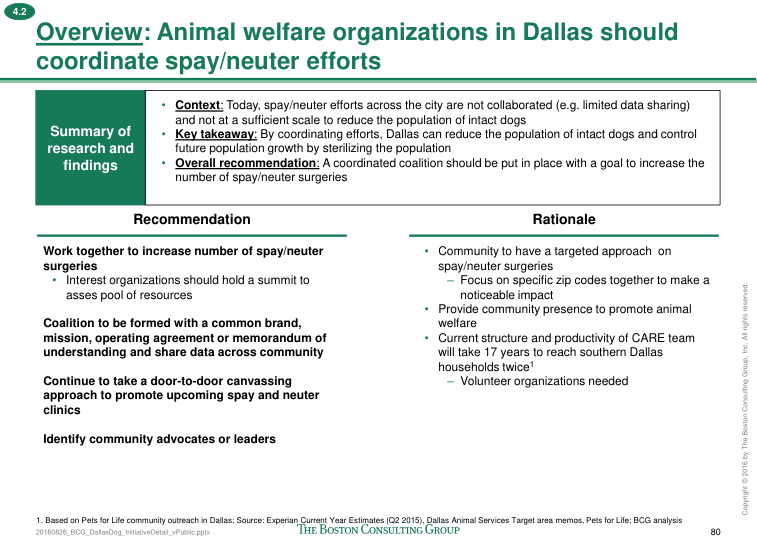 4.2
Overview: Animal welfare organizations in Dallas should
coordinate spay/neuter efforts
Summary of
research and
findings
• Context: Today, spay/neuter efforts across the city are not collaborated (e.g. limited data sharing)
and not at a sufficient scale to reduce the population of intact dogs
• Key takeaway: By coordinating efforts, Dallas can reduce the population of intact dogs and control
future population growth by sterilizing the population
• Overall recommendation: A coordinated coalition should be put in place with a goal to increase the
number of spay/neuter surgeries
Recommendation
Work together to increase number of spay/neuter
surgeries
• Interest organizations should hold a summit to
asses pool of resources
Coalition to be formed with a common brand,
mission, operating agreement or memorandum of
understanding and share data across community
Continue to take a door-to-door canvassing
approach to promote upcoming spay and neuter
clinics
Identify community advocates or leaders
Rationale
• Community to have a targeted approach on
spay/neuter surgeries
– Focus on specific zip codes together to make a
noticeable impact
• Provide community presence to promote animal
welfare
• Current structure and productivity of CARE team
will take 17 years to reach southern Dallas
households twice1
– Volunteer organizations needed
Copyright © 2016 by The Boston Consulting Group, Inc. All rights reserved.
1. Based on Pets for Life community outreach in Dallas; Source: Experian Current Year Estimates (Q2 2015), Dallas Animal Services Target area memos, Pets for Life; BCG analysis
20160826_BCG_DallasDog_InitiativeDetail_vPublic.pptx
THE BOSTON CONSULTING GROUP
80